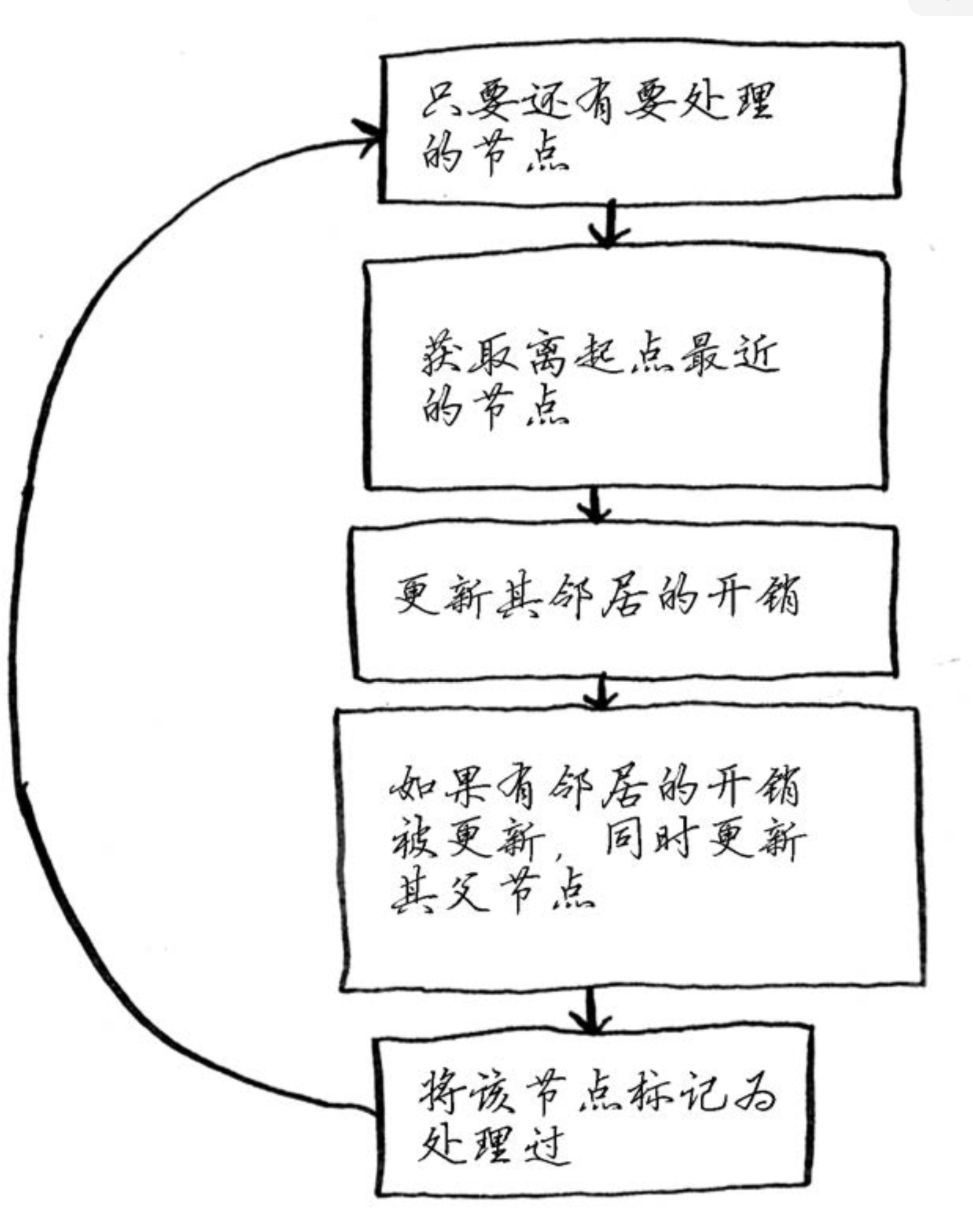 只要还有要处理
的节点
获取离起点最近
的节点
更新其邻居的开销
如果有邻居的开销
被更新，同时更新
其父节点
将该节点标记为
处理过